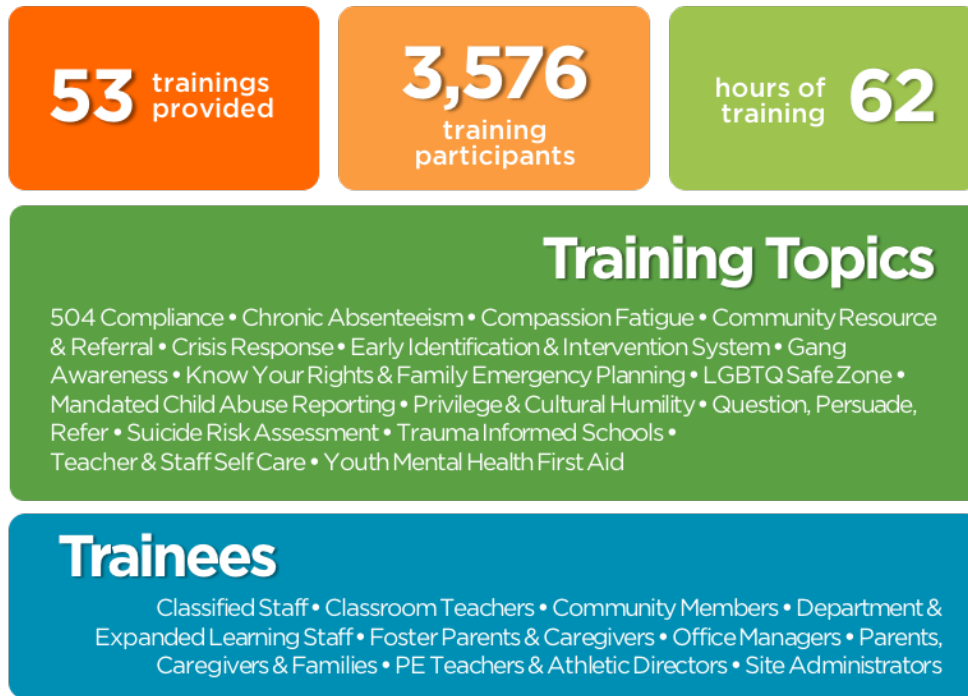 53 trainings
provided
3,576
training
participants
hours of
training 62
Training Topics
504 Compliance • Chronic Absenteeism • Compassion Fatigue • Community Resource
& Referral • Crisis Response • Early Identification & Intervention System • Gang
Awareness • Know Your Rights & Family Emergency Planning • LGBTQ Safe Zone •
Mandated Child Abuse Reporting • Privilege & Cultural Humility • Question, Persuade,
Refer • Suicide Risk Assessment • Trauma Informed Schools •
Teacher & Staff Self Care • Youth Mental Health First Aid
Trainees
Classified Staff • Classroom Teachers • Community Members • Department &
Expanded Learning Staff • Foster Parents & Caregivers • Office Managers • Parents,
Caregivers & Families • PE Teachers & Athletic Directors • Site Administrators